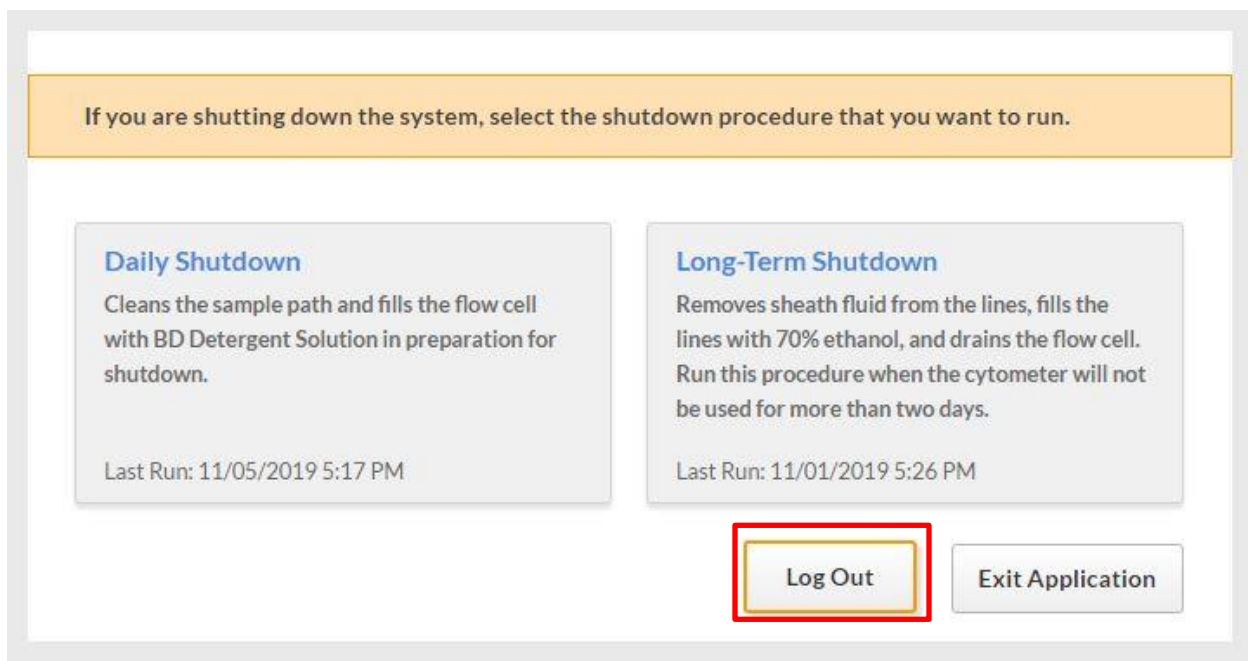 If you are shutting down the system, select the shutdown procedure that you want to run.
Daily Shutdown
Cleans the sample path and fills the flow cell
with BD Detergent Solution in preparation for
shutdown.
Last Run: 11/05/2019 5:17 PM
Long-Term Shutdown
Removes sheath fluid from the lines, fills the
lines with 70% ethanol, and drains the flow cell.
Run this procedure when the cytometer will not
be used for more than two days.
Last Run: 11/01/2019 5:26 PM
Log Out
Exit Application